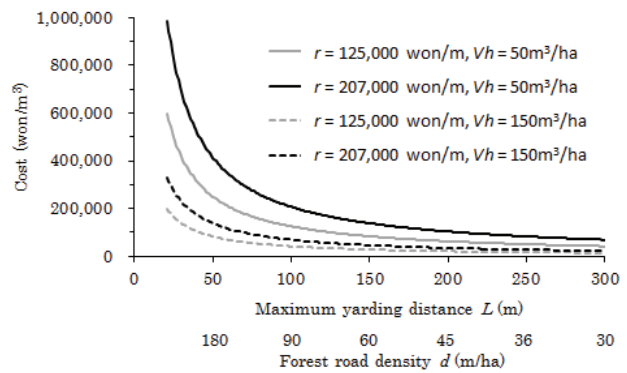 1,000,000
800,000
600,000
400,000
200,000
0
Cost (won/m³)
r = 125,000 won/m, Vh = 50m³/ha
r = 207,000 won/m, Vh = 50m³/ha
r = 125,000 won/m, Vh = 150m³/ha
r = 207,000 won/m, Vh = 150m³/ha
0 50 100 150 200 250 300
Maximum yarding distance L (m)
180 90 60 45 36 30
Forest road density d (m/ha)